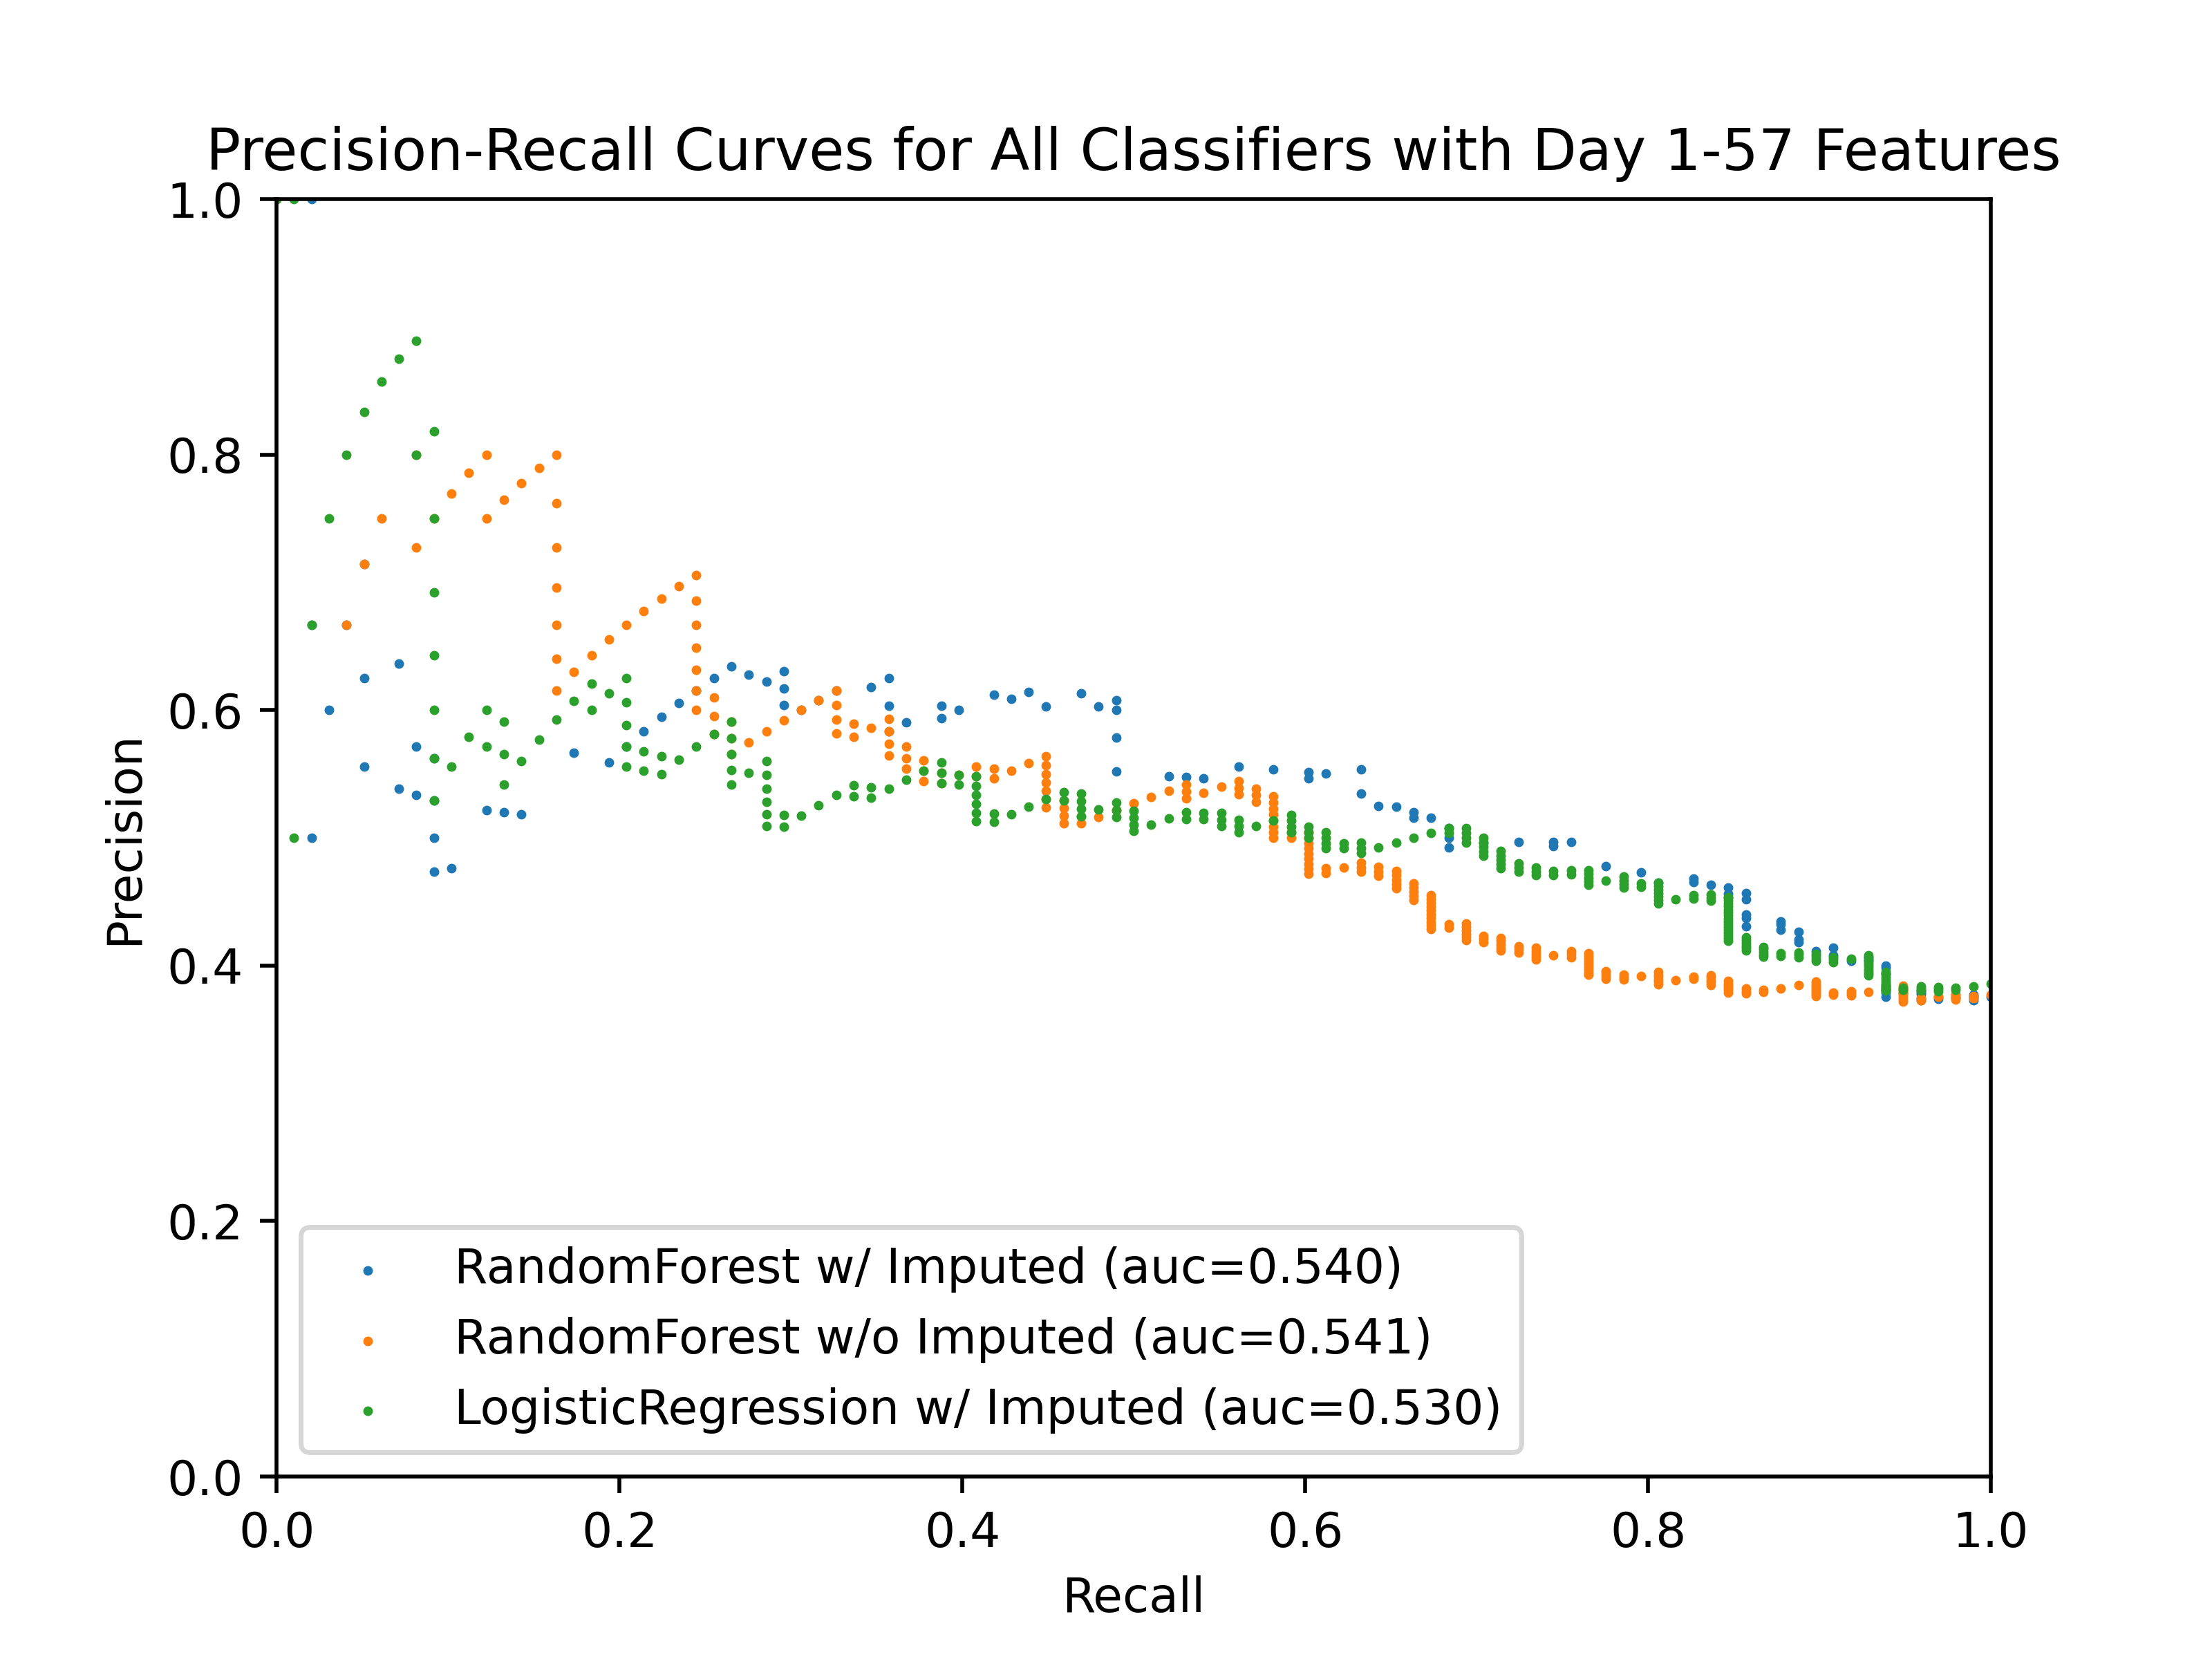 Precision-Recall Curves for All Classifiers with Day 1-57 Features
1.0
0.8
0.6
0.4
0.2
0.0
Precision
RandomForest w/ Imputed (auc=0.540)
RandomForest w/o Imputed (auc=0.541)
LogisticRegression w/ Imputed (auc=0.530)
0.0 0.2 0.4 0.6 0.8 1.0
Recall